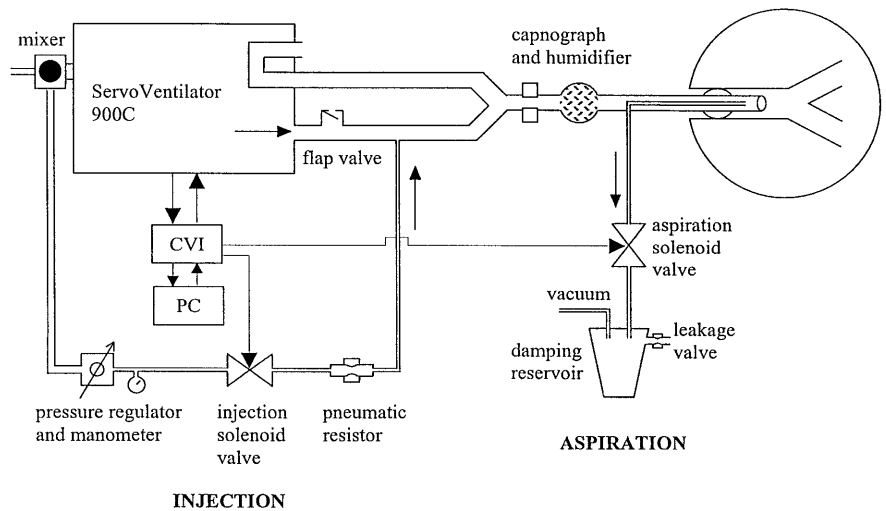 mixer
ServoVentilator
900C
flap valve
capnograph
and humidifier
CVI
PC
aspiration
solenoid
valve
vacuum
damping
reservoir
leakage
valve
pressure regulator
and manometer
injection
solenoid
valve
pneumatic
resistor
ASPIRATION
INJECTION